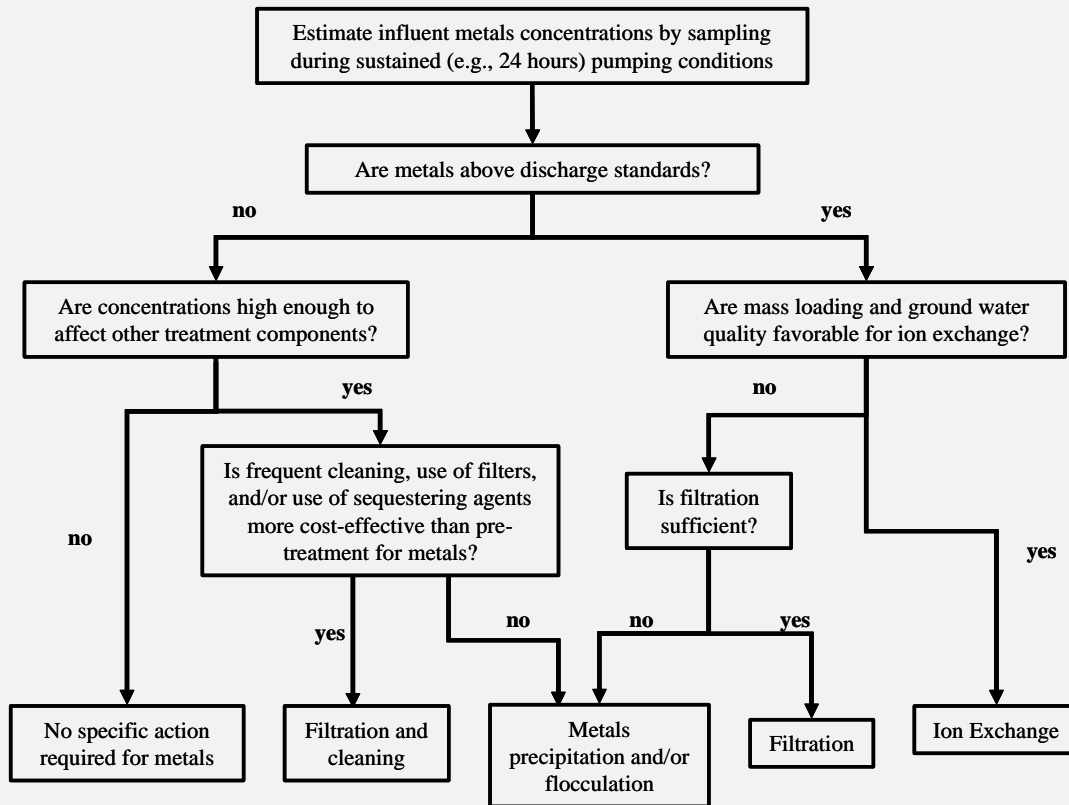 Estimate influent metals concentrations by sampling
during sustained (e.g., 24 hours) pumping conditions
Are metals above discharge standards?
no
yes
Are concentrations high enough to
affect other treatment components?
Are mass loading and ground water
quality favorable for ion exchange?
yes
no
Is frequent cleaning, use of filters,
and/or use of sequestering agents
more cost-effective than pre-
treatment for metals?
Is filtration
sufficient?
no
yes
yes
no
no
yes
No specific action
required for metals
Filtration and
cleaning
Metals
precipitation and/or
flocculation
Filtration
Ion Exchange